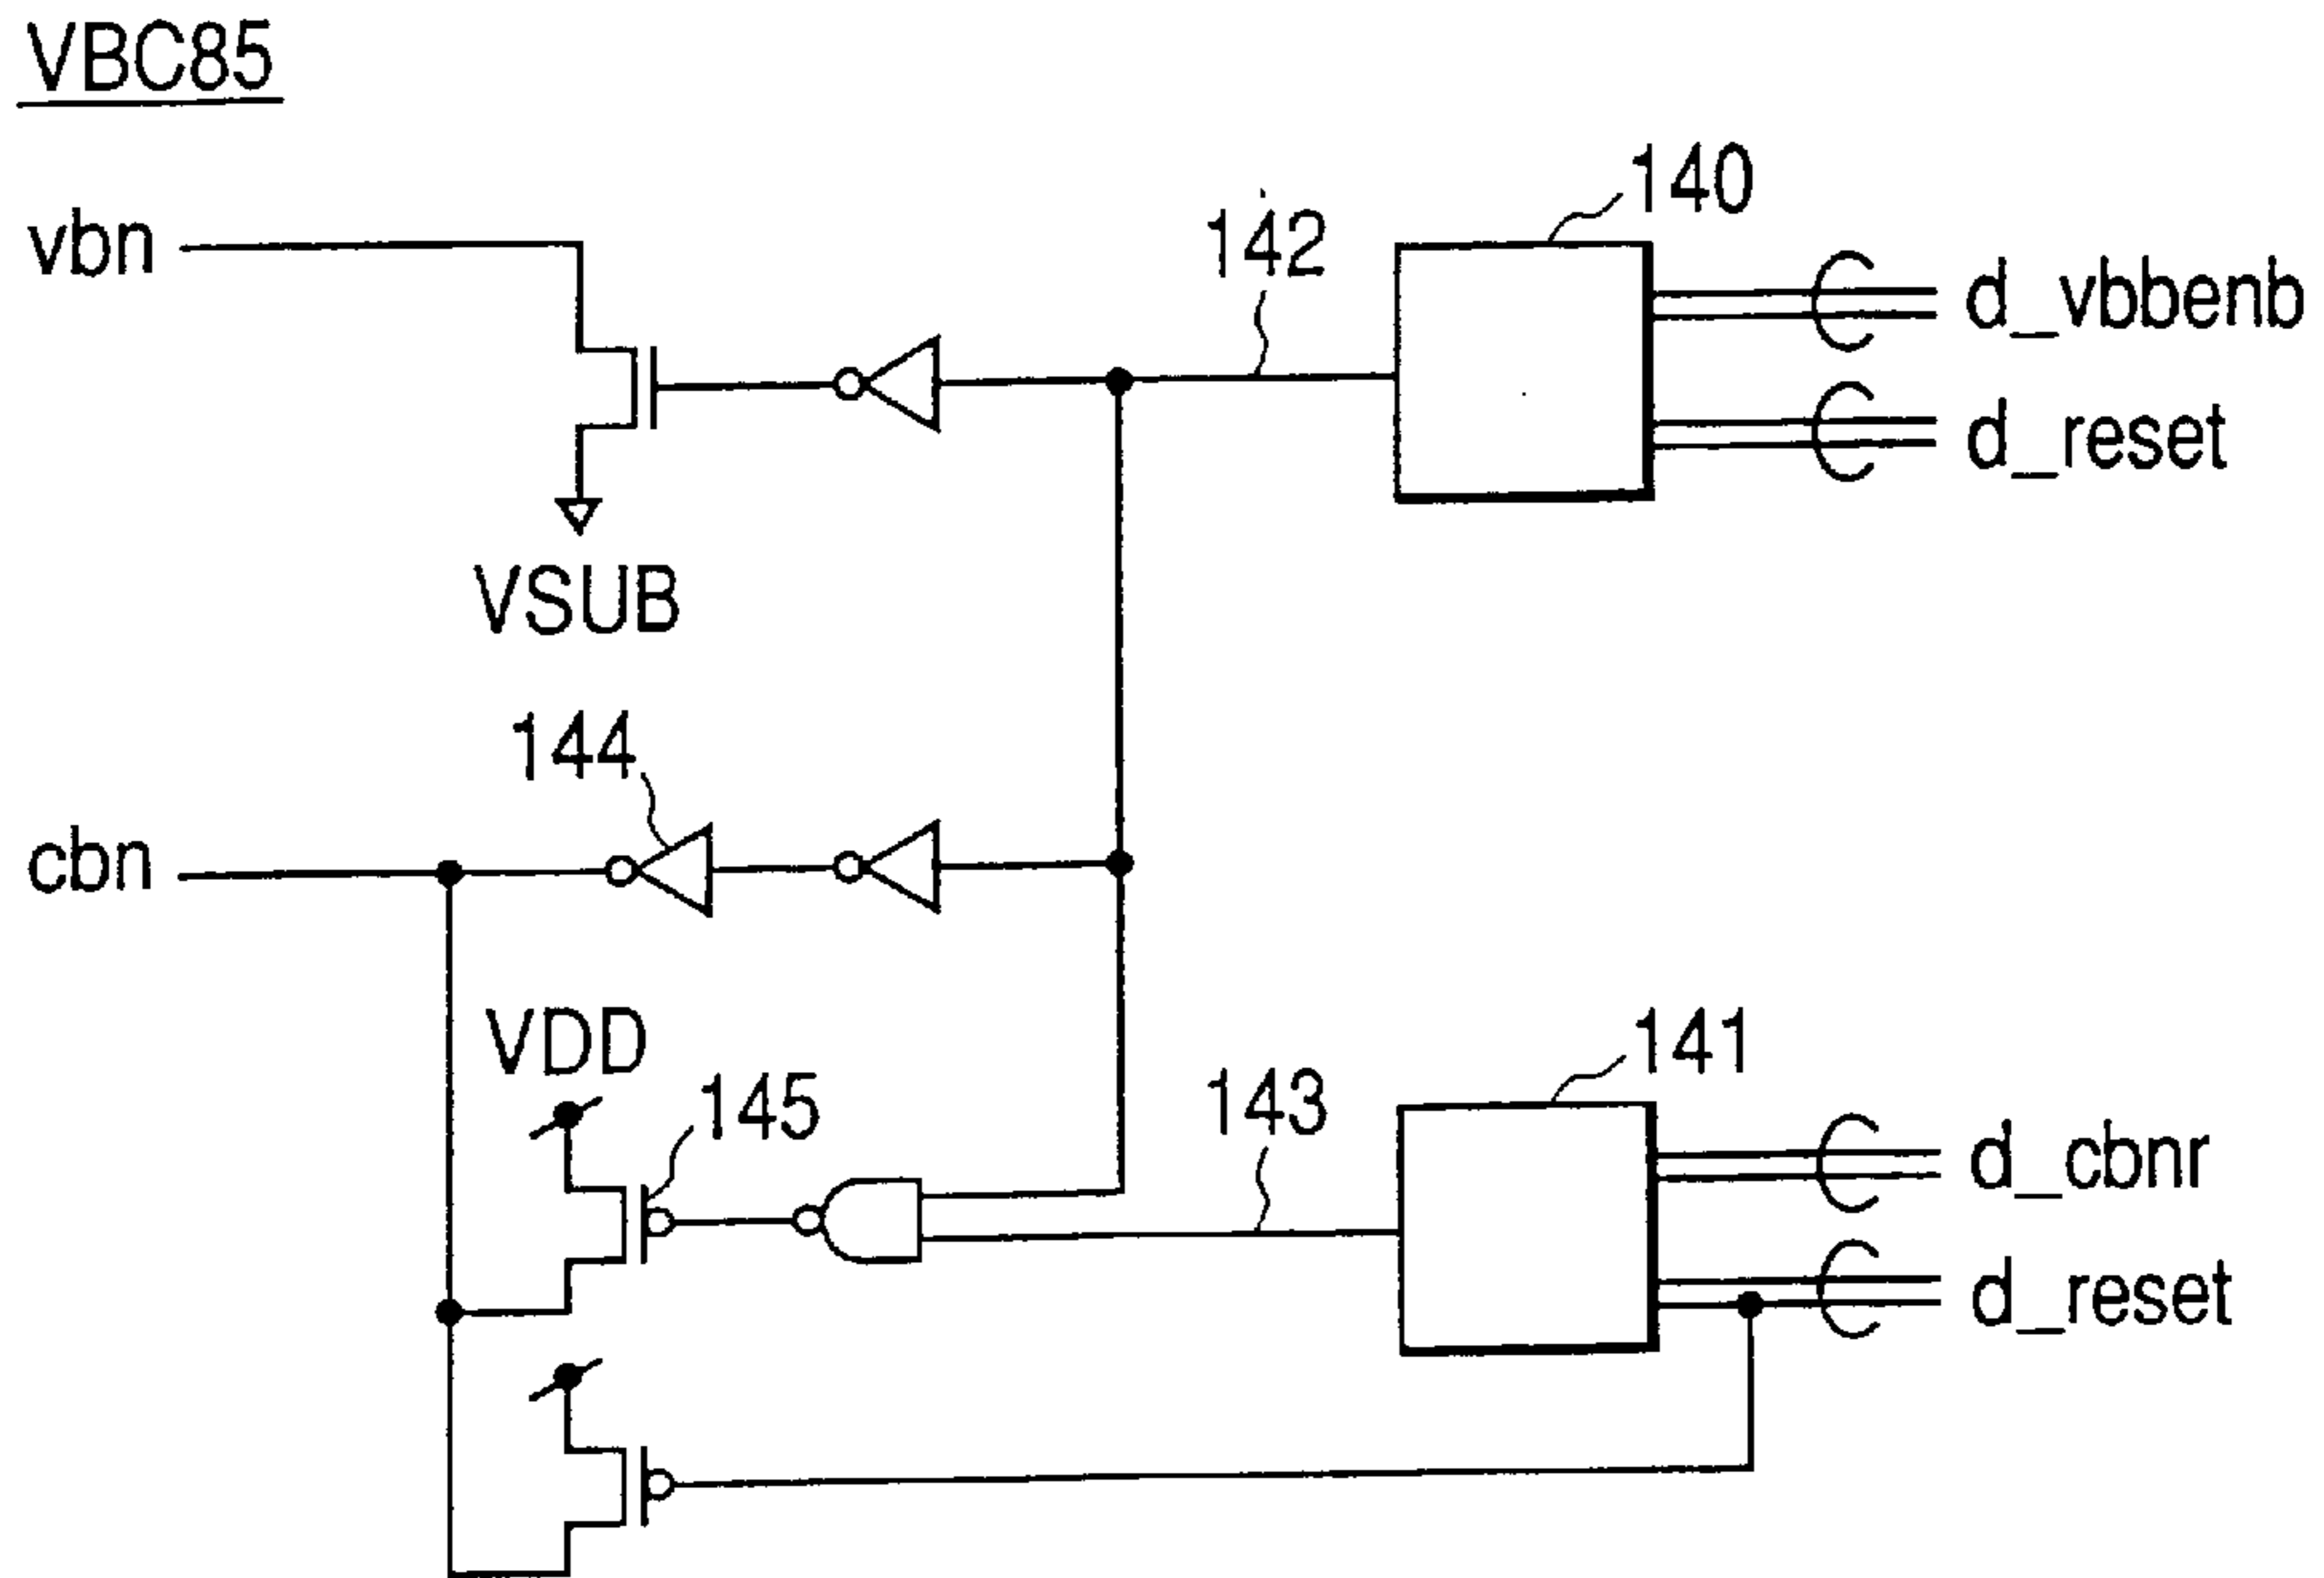 VBC85
140
142
vbn
d_vbbenb
d_reset
VSUB
144
cbn
VDD
145
143
141
d_cbnr
d_reset